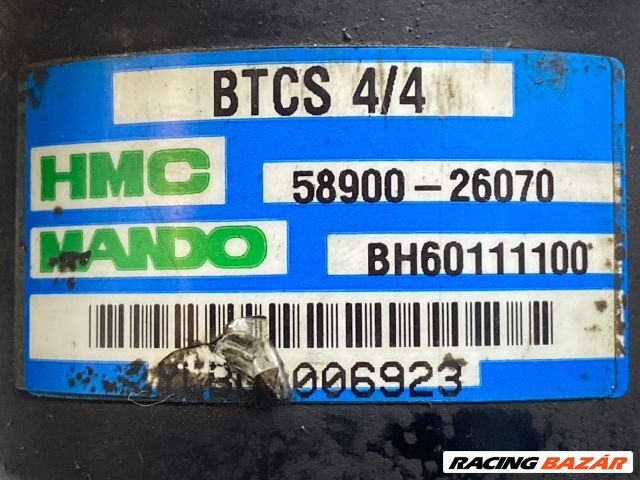 BTCS 4/4
HMC 58900-26070
MANDO BH60111100
006923
RACING BAZÁR